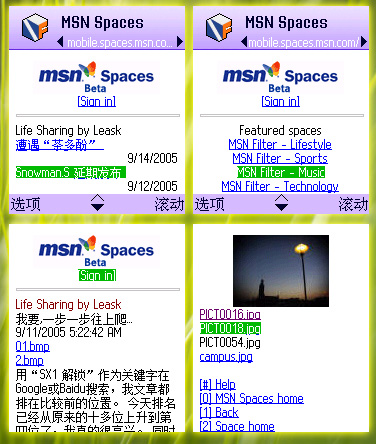 MSN Spaces
mobile.spaces.msn.co...
msn Spaces
Beta
[Sign in]
Life Sharing by Leask
遭遇“茶多酚”
9/14/2005
Snowman.S 延期发布
9/12/2005
选项 滚动
MSN Spaces
mobile.spaces.msn.com/
msn Spaces
Beta
[Sign in]
Featured spaces
MSN Filter - Lifestyle
MSN Filter - Sports
MSN Filter - Music
MSN Filter - Technology
选项 滚动
msn Spaces
Beta
[Sign in]
Life Sharing by Leask
我要,一步一步往上爬...
9/11/2005 5:22:42 AM
01.bmp
2.bmp
用“SX1 解锁”作为关键字在
Google或Baidu搜索，我文章都
排在比较前的位置。 今天排名
已经从原来的十多位上升到第
PICT0016.jpg
PICT0018.jpg
PICT0054.jpg
campus.jpg
[#] Help
[0] MSN Spaces home
[1] Back
[2] Space home